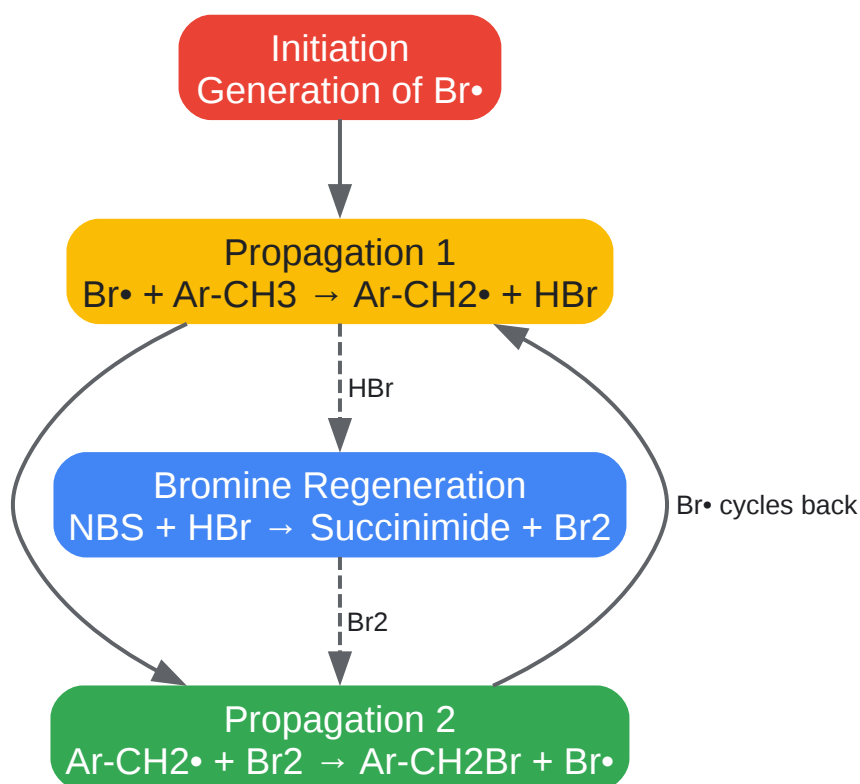 Initiation
Generation of Br•
Propagation 1
Br• + Ar-CH3 → Ar-CH2• + HBr
HBr
Bromine Regeneration
NBS + HBr → Succinimide + Br2
Br• cycles back
Br2
Propagation 2
Ar-CH2• + Br2 → Ar-CH2Br + Br•